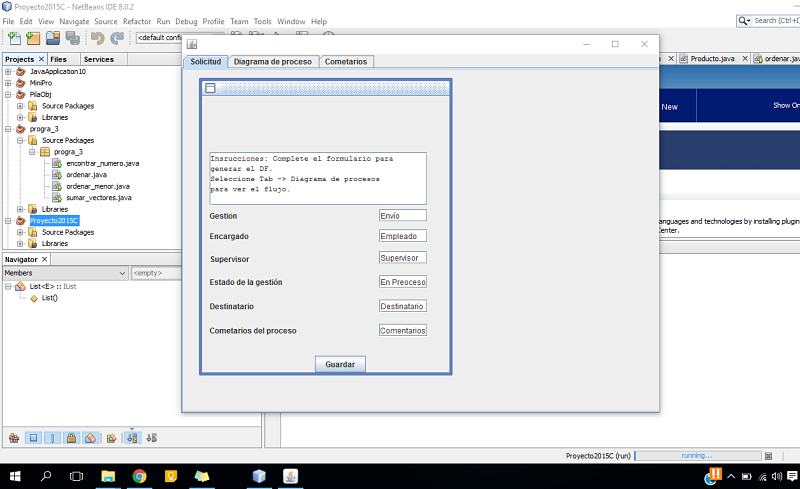 Proyecto2015C - NetBeans IDE 8.0.2
File Edit View Navigate Source Refactor Run Debug Profile Team Tools Window Help
Search (Ctrl+I)
<default config
Projects Files Services
Producto.java ordenar.java
JavaApplication10
MiniPro
PilaObj
Source Packages
Libraries
progra_3
Source Packages
progra_3
encontrar_numero.java
ordenar.java
ordenar_menor.java
sumar_vectores.java
Libraries
Proyecto2015C
Source Packages
Libraries
Navigator
Members <empty>
List<E> :: IList
List()
Solicitud Diagrama de proceso Cometarios
Insrucciones: Complete el formulario para
generar el DF.
Seleccione Tab -> Diagrama de procesos
para ver el flujo.
Gestion Envío
Encargado Empleado
Supervisor Supervisor
Estado de la gestión En Preoceso
Destinatario Destinatario
Cometarios del proceso Comentarios
Guardar
New
Show On
anguages and technologies by installing plugin
Center.
Proyecto2015C (run) running...